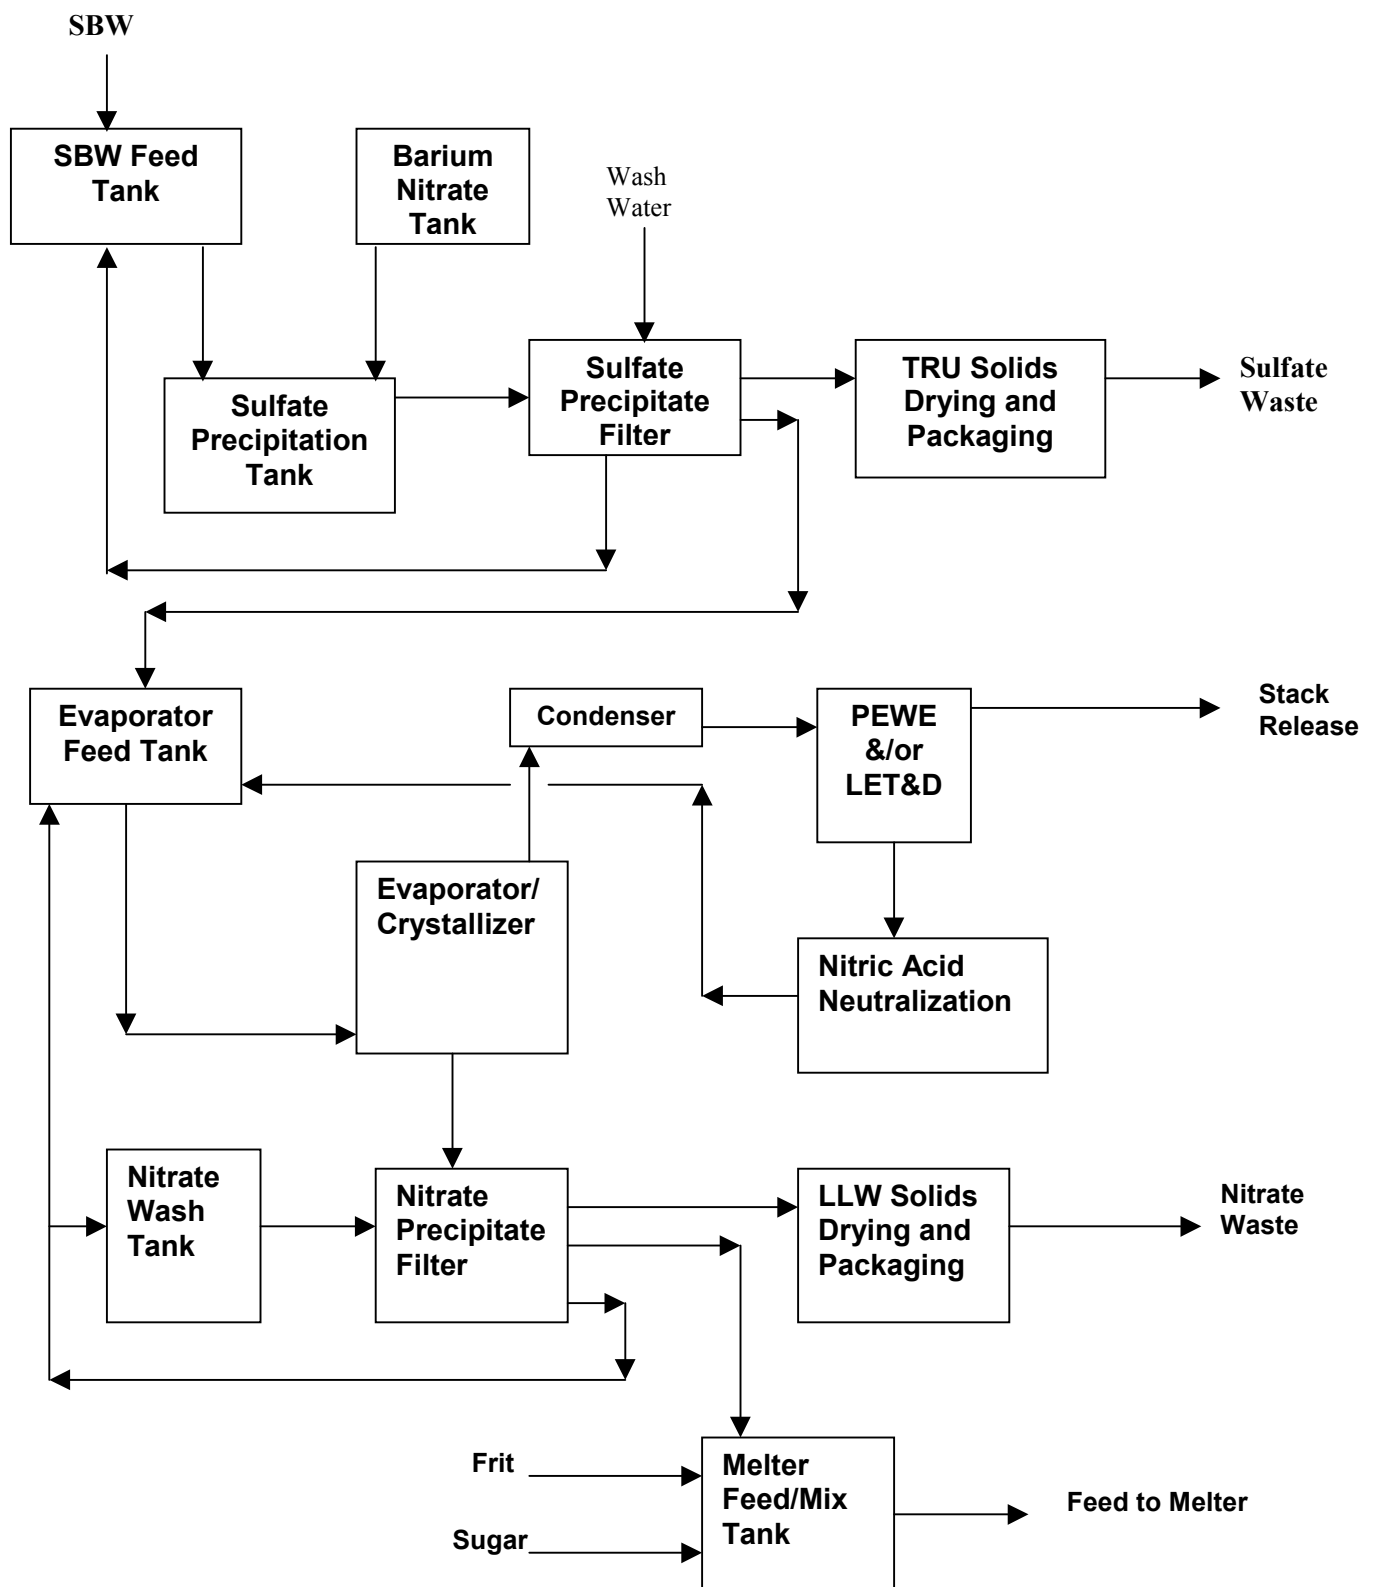 SBW
SBW Feed
Tank
Barium
Nitrate
Tank
Wash
Water
Sulfate
Precipitation
Tank
Sulfate
Precipitate
Filter
TRU Solids
Drying and
Packaging
Sulfate
Waste
Evaporator
Feed Tank
Condenser
PEWE
&/or
LET&D
Stack
Release
Evaporator/
Crystallizer
Nitric Acid
Neutralization
Nitrate
Wash
Tank
Nitrate
Precipitate
Filter
LLW Solids
Drying and
Packaging
Nitrate
Waste
Frit
Sugar
Melter
Feed/Mix
Tank
Feed to Melter